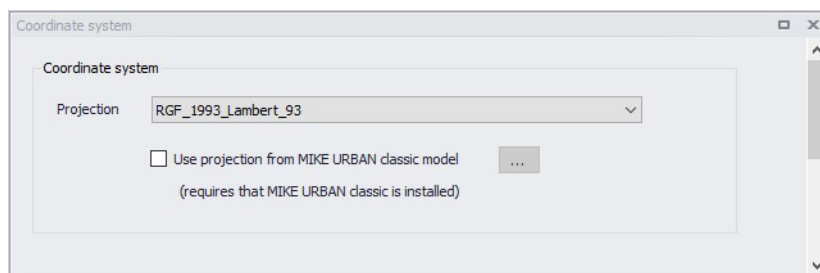 Coordinate system
Coordinate system
Projection RGF_1993_Lambert_93
Use projection from MIKE URBAN classic model ...
(requires that MIKE URBAN classic is installed)